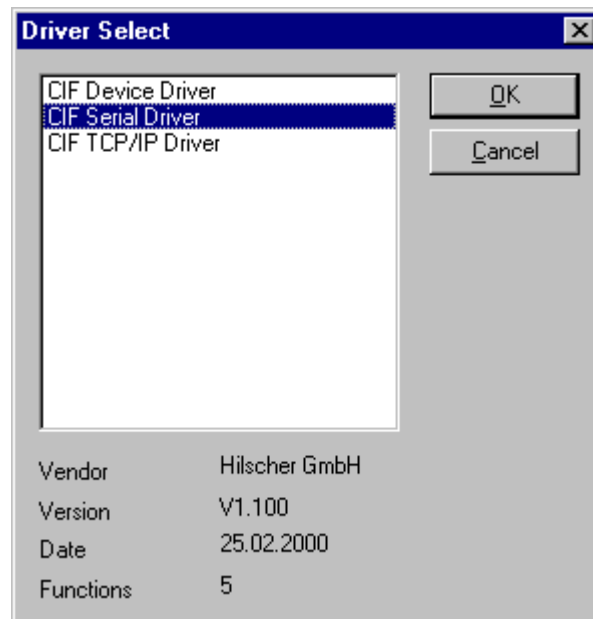 Driver Select
CIF Device Driver
CIF Serial Driver
CIF TCP/IP Driver
OK
Cancel
Vendor Hilscher GmbH
Version V1.100
Date 25.02.2000
Functions 5